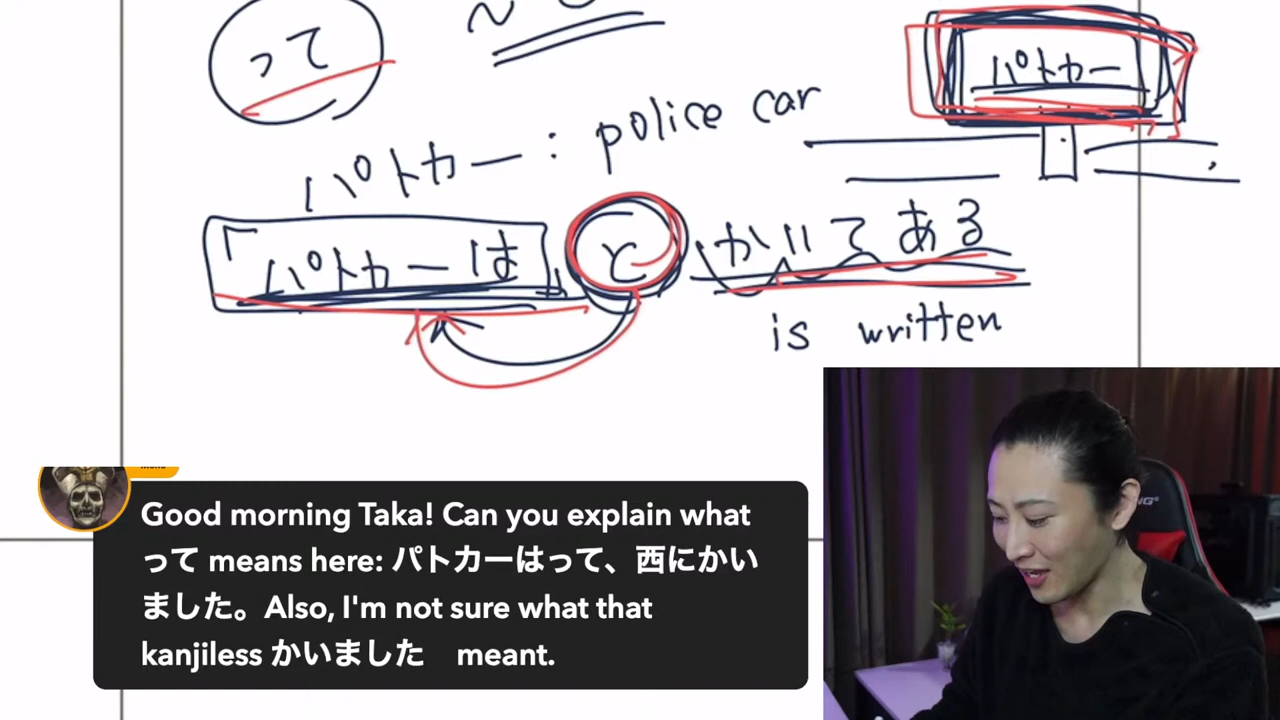 って
パトカー
パトカー : police car
「パトカーは」とかいてある
is written
Good morning Taka! Can you explain what
って means here: パトカーはって、西にかい
ました。Also, I'm not sure what that
kanjiless かいました meant.